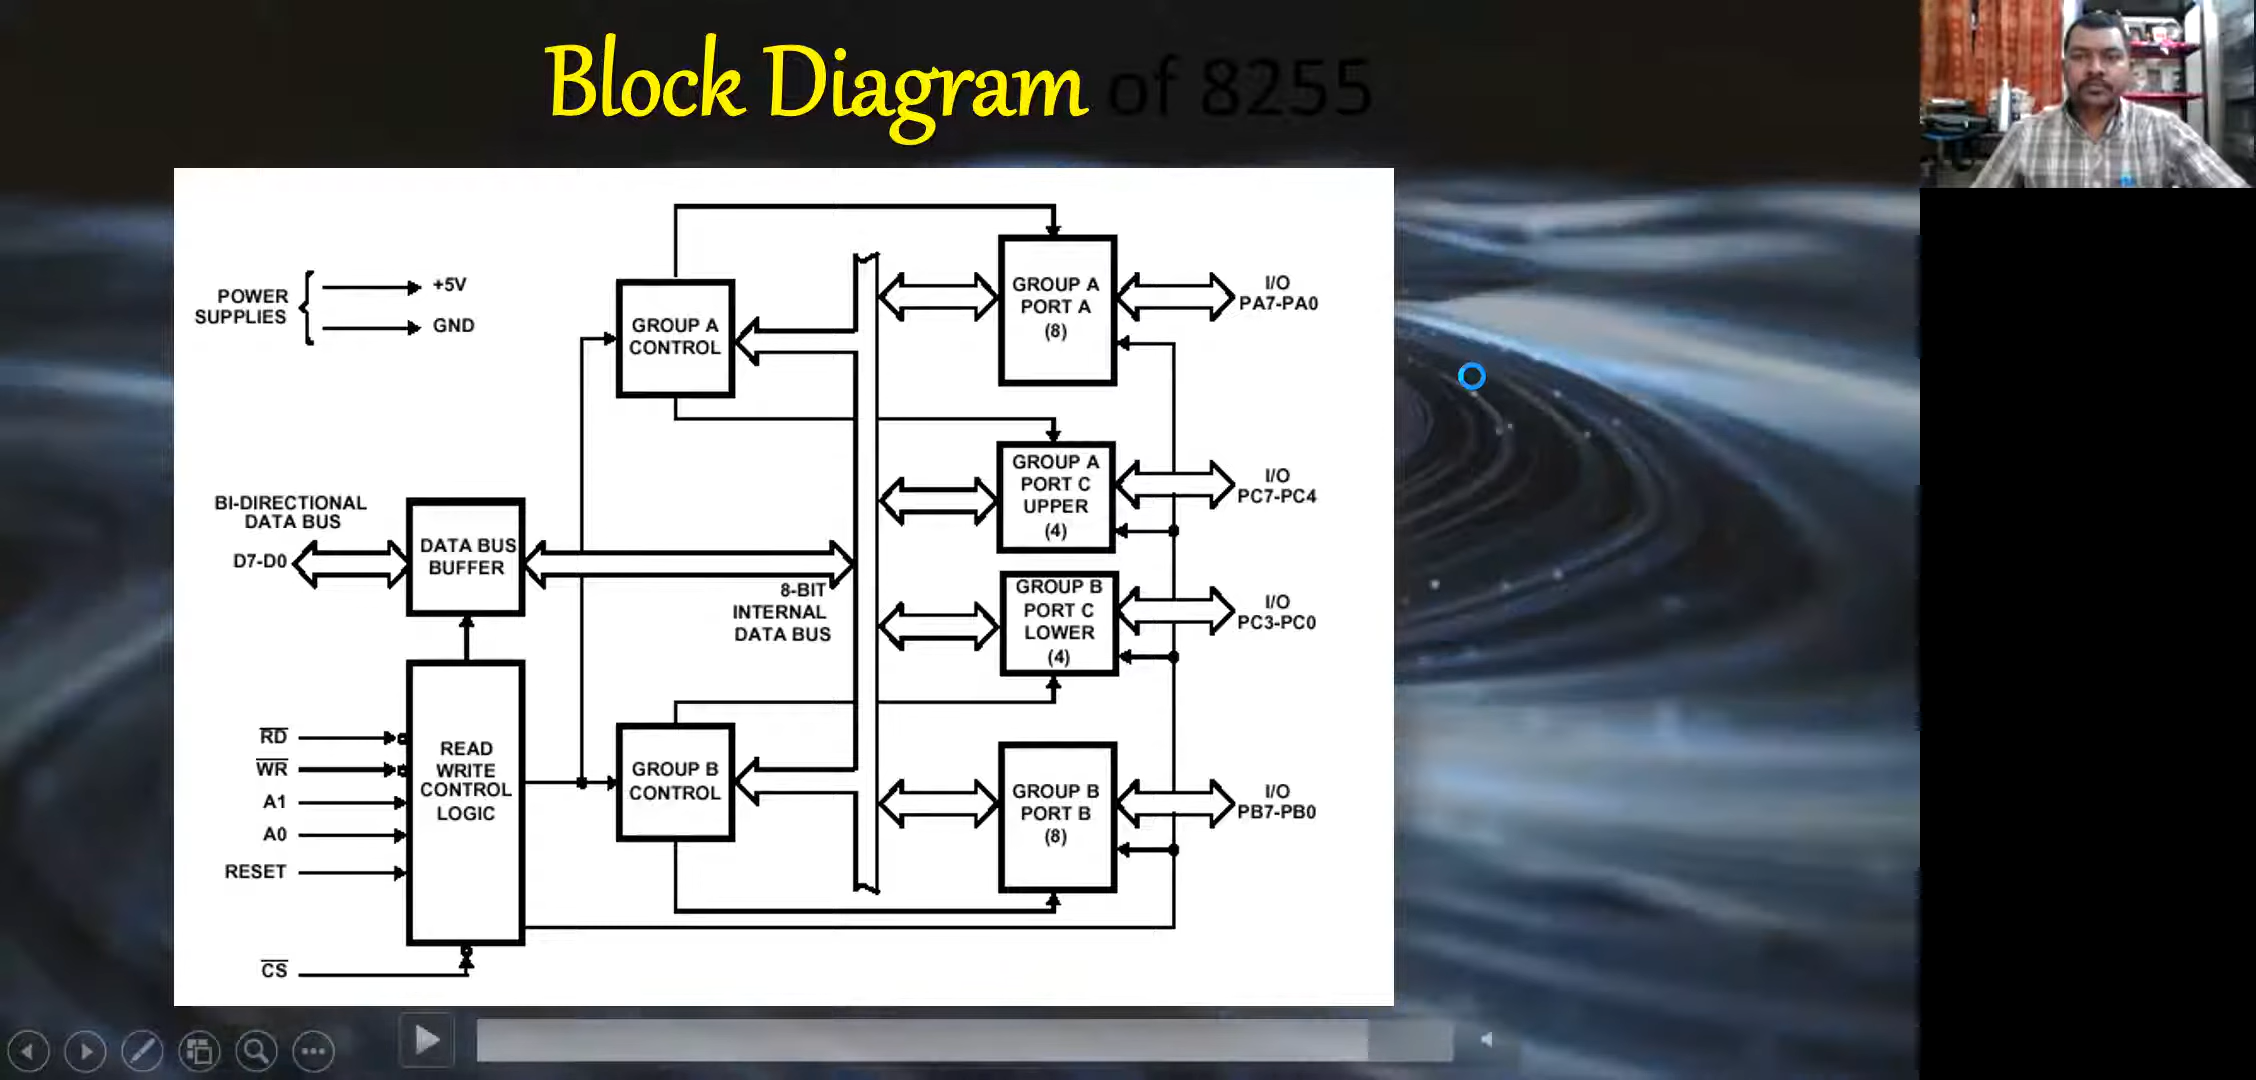 Block Diagram of 8255
POWER
SUPPLIES
+5V
GND
GROUP A
CONTROL
GROUP A
PORT A
(8)
I/O
PA7-PA0
GROUP A
PORT C
UPPER
(4)
I/O
PC7-PC4
BI-DIRECTIONAL
DATA BUS
D7-D0
DATA BUS
BUFFER
8-BIT
INTERNAL
DATA BUS
GROUP B
PORT C
LOWER
(4)
I/O
PC3-PC0
RD
WR
A1
A0
RESET
CS
READ
WRITE
CONTROL
LOGIC
GROUP B
CONTROL
GROUP B
PORT B
(8)
I/O
PB7-PB0